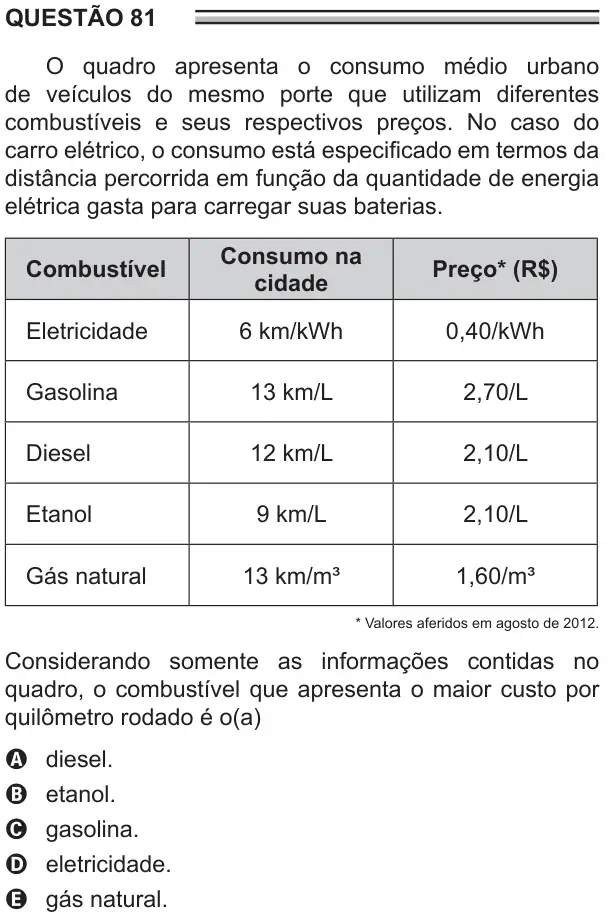 QUESTÃO 81
O quadro apresenta o consumo médio urbano
de veículos do mesmo porte que utilizam diferentes
combustíveis e seus respectivos preços. No caso do
carro elétrico, o consumo está especificado em termos da
distância percorrida em função da quantidade de energia
elétrica gasta para carregar suas baterias.
Combustível Consumo na cidade Preço* (R$)
Eletricidade 6 km/kWh 0,40/kWh
Gasolina 13 km/L 2,70/L
Diesel 12 km/L 2,10/L
Etanol 9 km/L 2,10/L
Gás natural 13 km/m³ 1,60/m³
* Valores aferidos em agosto de 2012.
Considerando somente as informações contidas no
quadro, o combustível que apresenta o maior custo por
quilômetro rodado é o(a)
A diesel.
B etanol.
C gasolina.
D eletricidade.
E gás natural.